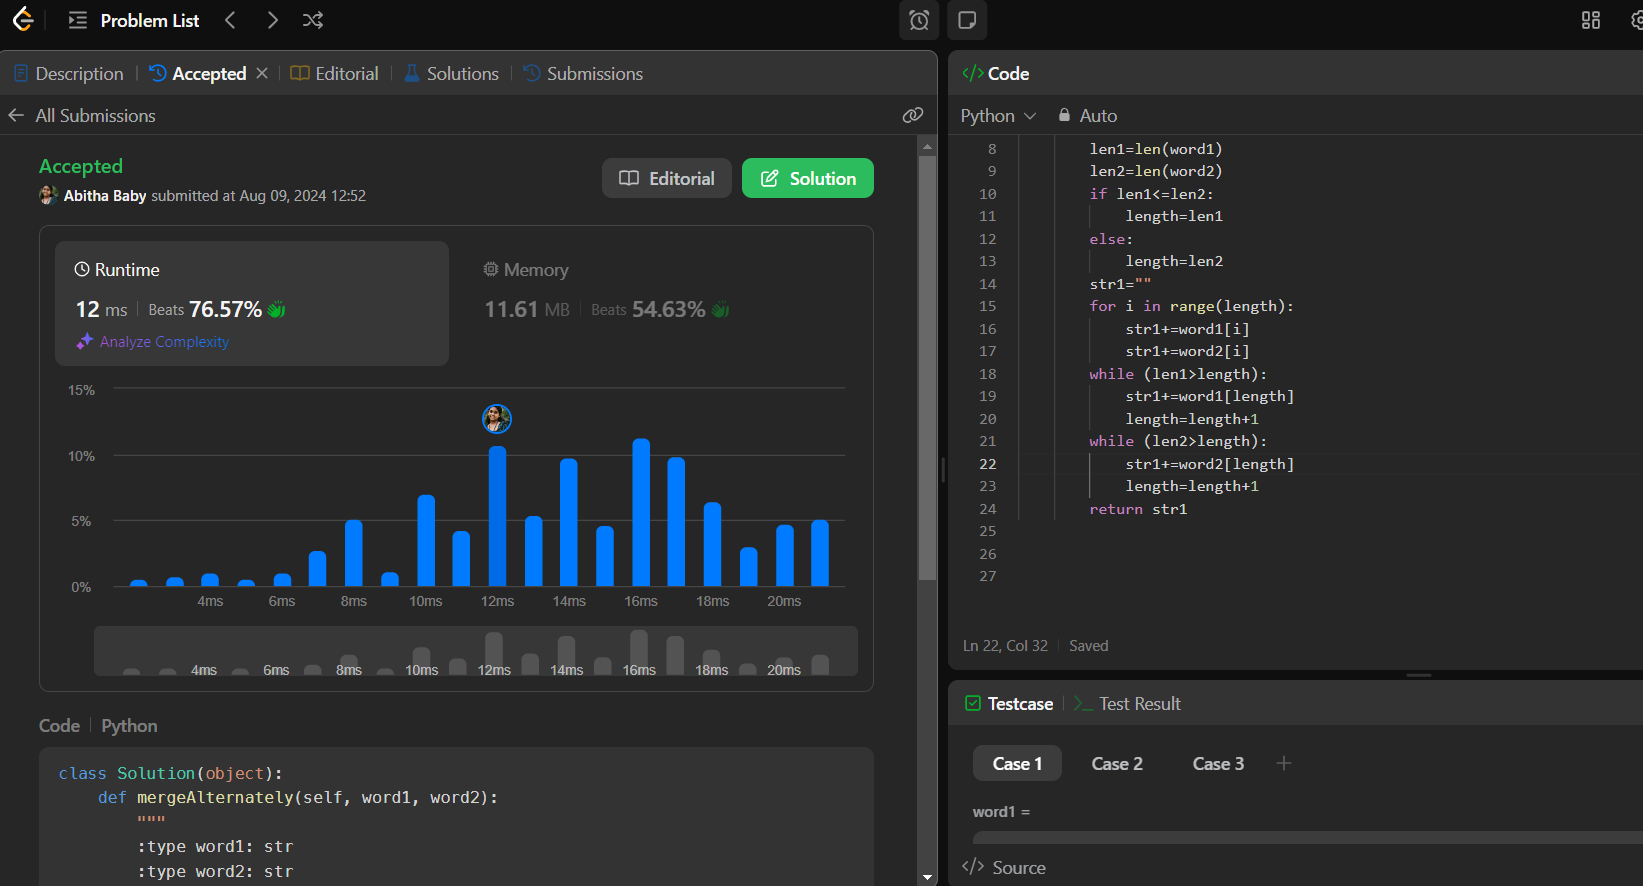 Problem List
Description
Accepted
Editorial
Solutions
Submissions
All Submissions
Accepted
Abitha Baby submitted at Aug 09, 2024 12:52
Editorial
Solution
Runtime
12 ms
Beats 76.57%
Analyze Complexity
Memory
11.61 MB
Beats 54.63%
15%
10%
5%
0%
4ms 6ms 8ms 10ms 12ms 14ms 16ms 18ms 20ms
4ms 6ms 8ms 10ms 12ms 14ms 16ms 18ms 20ms
Code
Python
class Solution(object):
    def mergeAlternately(self, word1, word2):
        """
        :type word1: str
        :type word2: str
</> Code
Python
Auto
8 len1=len(word1)
9 len2=len(word2)
10 if len1<=len2:
11     length=len1
12 else:
13     length=len2
14 str1=""
15 for i in range(length):
16     str1+=word1[i]
17     str1+=word2[i]
18 while (len1>length):
19     str1+=word1[length]
20     length=length+1
21 while (len2>length):
22     str1+=word2[length]
23     length=length+1
24 return str1
25
26
27
Ln 22, Col 32
Saved
Testcase
Test Result
Case 1
Case 2
Case 3
word1 =
</> Source